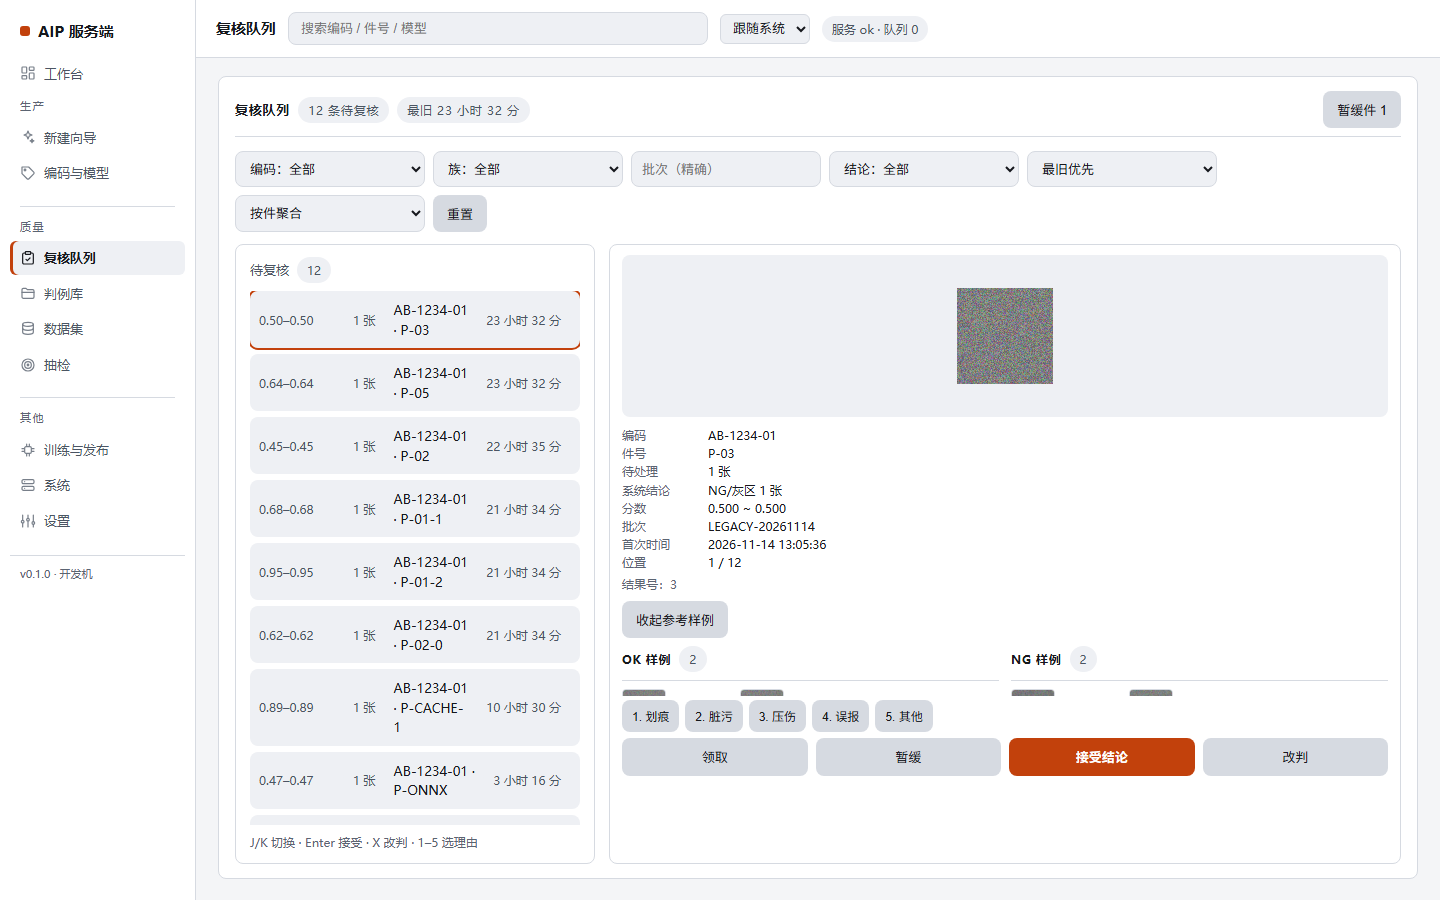 AIP 服务端
工作台
生产
新建向导
编码与模型
质量
复核队列
判例库
数据集
抽检
其他
训练与发布
系统
设置
v0.1.0 · 开发机
复核队列
搜索编码 / 件号 / 模型
跟随系统
服务 ok · 队列 0
复核队列
12 条待复核
最旧 23 小时 32 分
暂缓件 1
编码：全部
族：全部
批次（精确）
结论：全部
最旧优先
按件聚合
重置
待复核 12
0.50–0.50 1 张 AB-1234-01 · P-03 23 小时 32 分
0.64–0.64 1 张 AB-1234-01 · P-05 23 小时 32 分
0.45–0.45 1 张 AB-1234-01 · P-02 22 小时 35 分
0.68–0.68 1 张 AB-1234-01 · P-01-1 21 小时 34 分
0.95–0.95 1 张 AB-1234-01 · P-01-2 21 小时 34 分
0.62–0.62 1 张 AB-1234-01 · P-02-0 21 小时 34 分
0.89–0.89 1 张 AB-1234-01 · P-CACHE-1 10 小时 30 分
0.47–0.47 1 张 AB-1234-01 · P-ONNX 3 小时 16 分
J/K 切换 · Enter 接受 · X 改判 · 1–5 选理由
编码 AB-1234-01
件号 P-03
待处理 1 张
系统结论 NG/灰区 1 张
分数 0.500 ~ 0.500
批次 LEGACY-20261114
首次时间 2026-11-14 13:05:36
位置 1 / 12
结果号：3
收起参考样例
OK 样例 2
NG 样例 2
1. 划痕
2. 脏污
3. 压伤
4. 误报
5. 其他
领取
暂缓
接受结论
改判